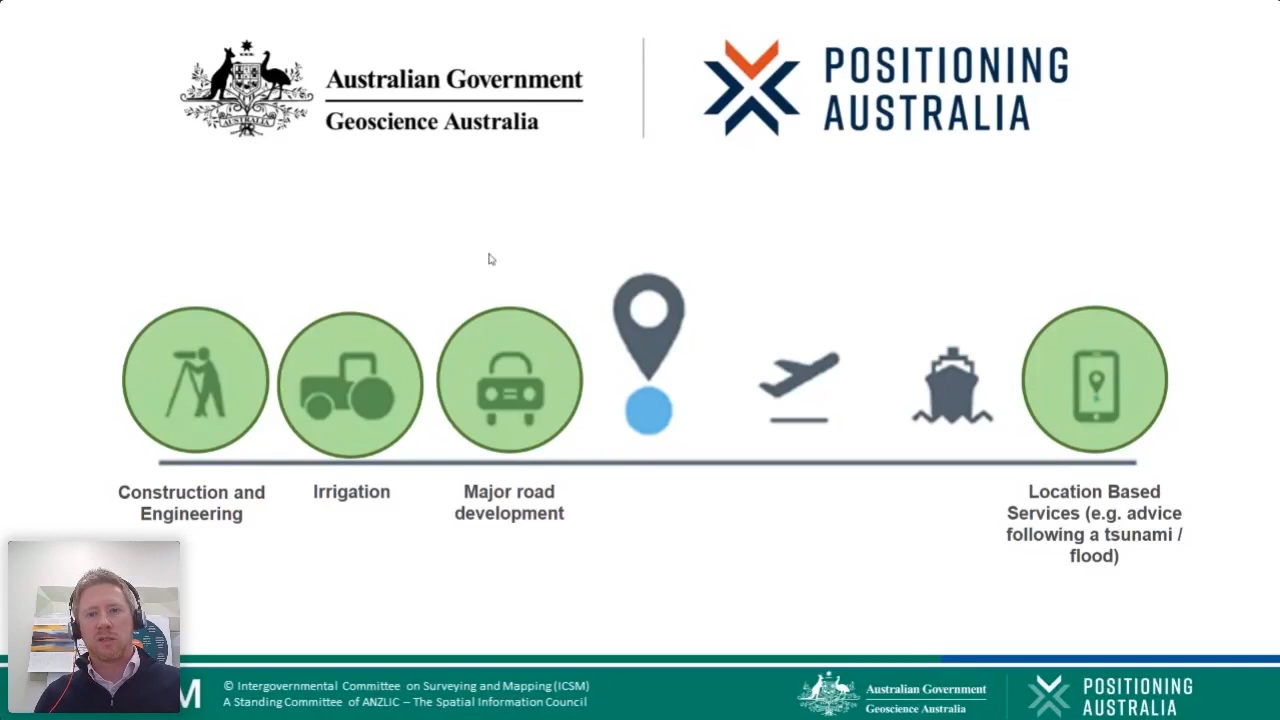 Australian Government
Geoscience Australia
POSITIONING
AUSTRALIA
AUSTRALIA
Construction and
Engineering
Irrigation
Major road
development
Location Based
Services (e.g. advice
following a tsunami /
flood)
M
© Intergovernmental Committee on Surveying and Mapping (ICSM)
A Standing Committee of ANZLIC – The Spatial Information Council
Australian Government
Geoscience Australia
POSITIONING
AUSTRALIA